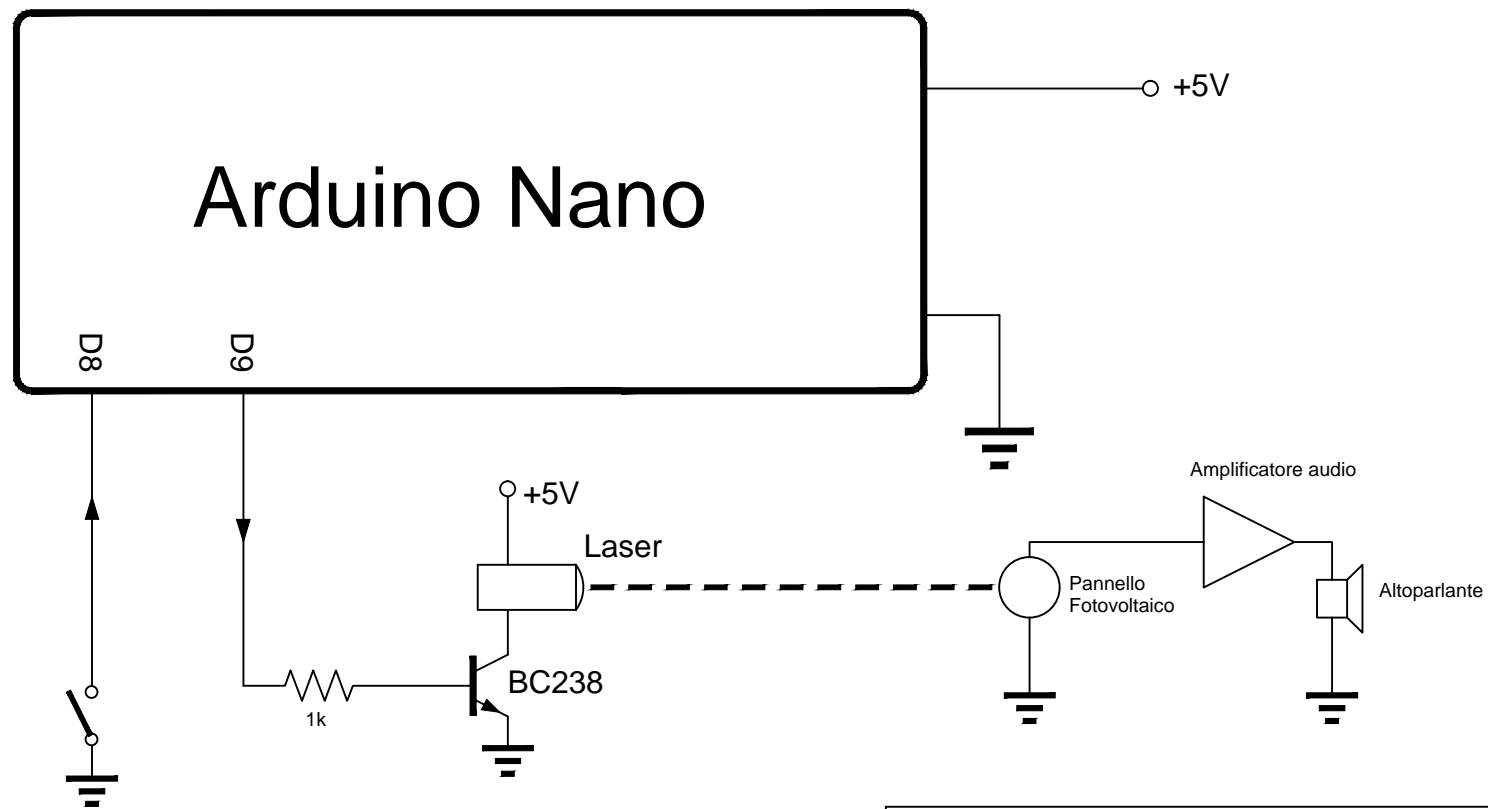 +5V
Arduino Nano
D8
D9
Amplificatore audio
+5V
Laser
Pannello
Fotovoltaico
Altoparlante
BC238
1k